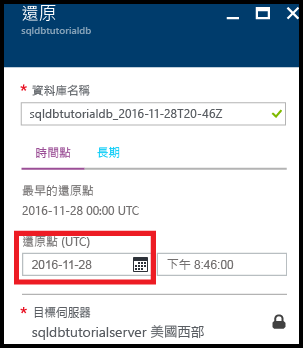 還原
sqldbtutorialdb
* 資料庫名稱
sqldbtutorialdb_2016-11-28T20-46Z
時間點 長期
最早的還原點
2016-11-28 00:00 UTC
還原點 (UTC)
2016-11-28 下午 8:46:00
* 目標伺服器
sqldbtutorialserver 美國西部